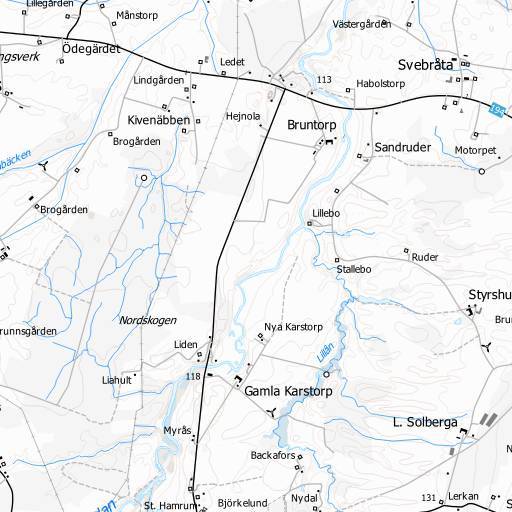 Lillegården
Månstorp
Västergården
Ödegärdet
ngsverk
Ledet
Svebråta
Lindgården
113
Habolstorp
194
Kivenäbben
Hejnola
Bruntorp
Brogården
Sandruder
Motorpet
bäcken
Brogården
Lillebo
Ruder
Stallebo
Styrshu
Nordskogen
Brun
runnsgården
Nya Karstorp
Liden
Lillån
Liahult
118
Gamla Karstorp
L. Solberga
Myrås
Backafors
N
St. Hamrum
Björkelund
Nydal
131
Lerkan
dan